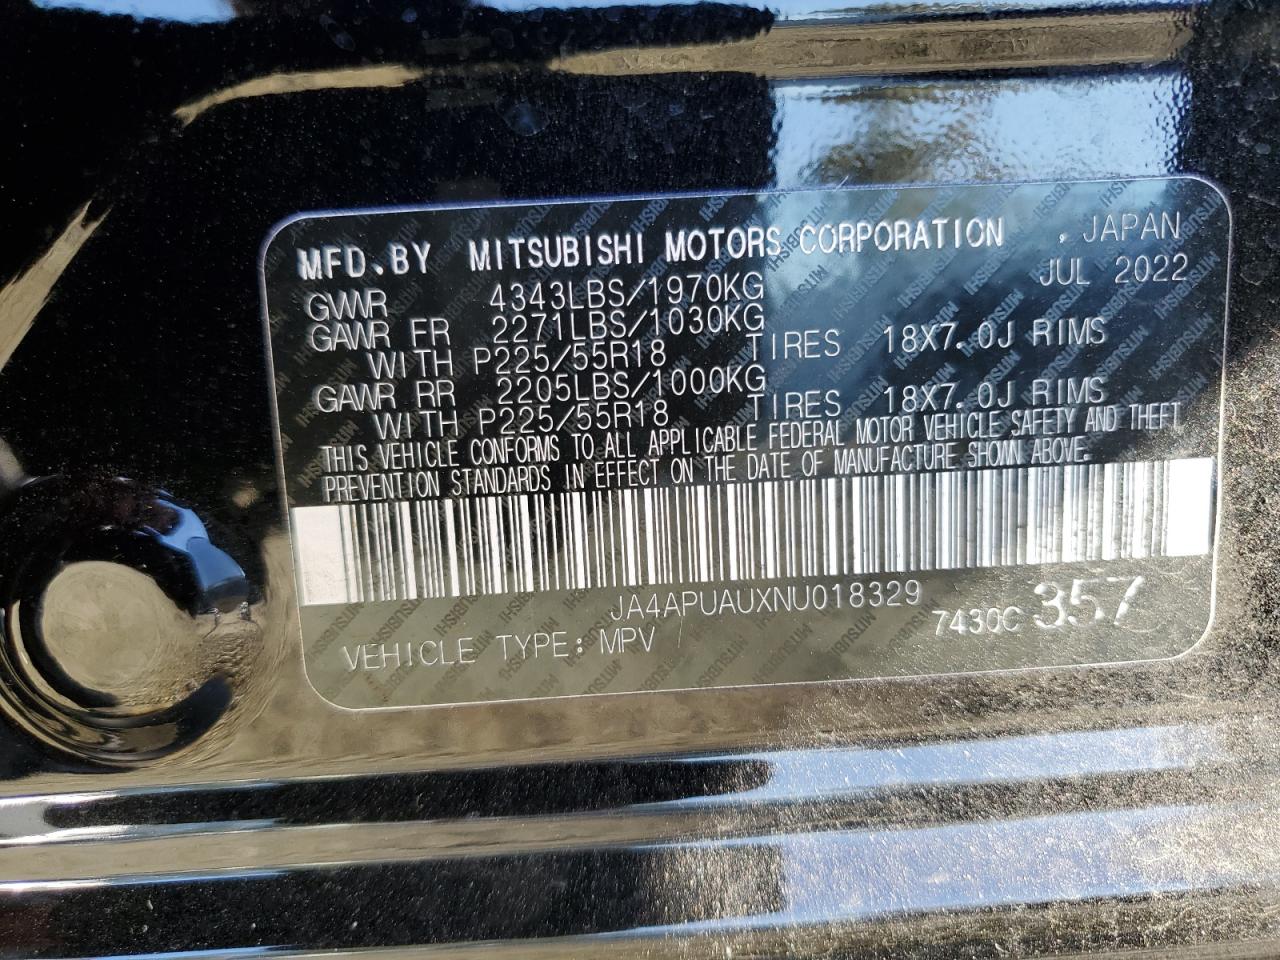 MFD.BY MITSUBISHI MOTORS CORPORATION , JAPAN
GVWR 4343LBS/1970KG JUL 2022
GAWR FR 2271LBS/1030KG
WITH P225/55R18 TIRES 18X7.0J RIMS
GAWR RR 2205LBS/1000KG
WITH P225/55R18 TIRES 18X7.0J RIMS
THIS VEHICLE CONFORMS TO ALL APPLICABLE FEDERAL MOTOR VEHICLE SAFETY AND THEFT
PREVENTION STANDARDS IN EFFECT ON THE DATE OF MANUFACTURE SHOWN ABOVE.
JA4APUAUXNU018329
VEHICLE TYPE: MPV 7430C 357